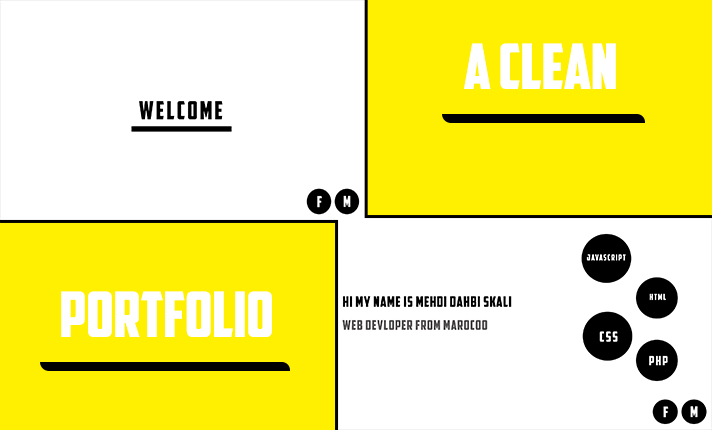 WELCOME
F M
A CLEAN
PORTFOLIO
HI MY NAME IS MEHDI DAHBI SKALI
WEB DEVLOPER FROM MAROCOO
JAVASCRIPT
HTML
CSS
PHP
F M